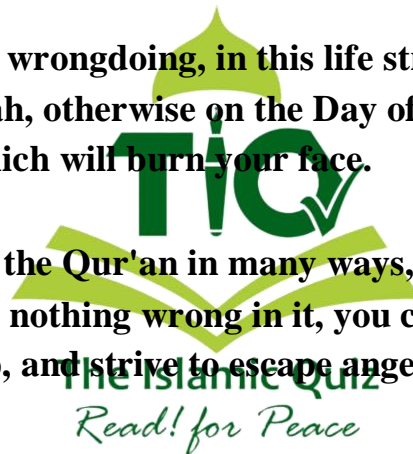 wrongdoing, in this life st
ah, otherwise on the Day of
hich will burn your face.
TIQ
the Qur'an in many ways,
nothing wrong in it, you c
, and strive to escape ange
The Islamic Quiz
Read! for Peace